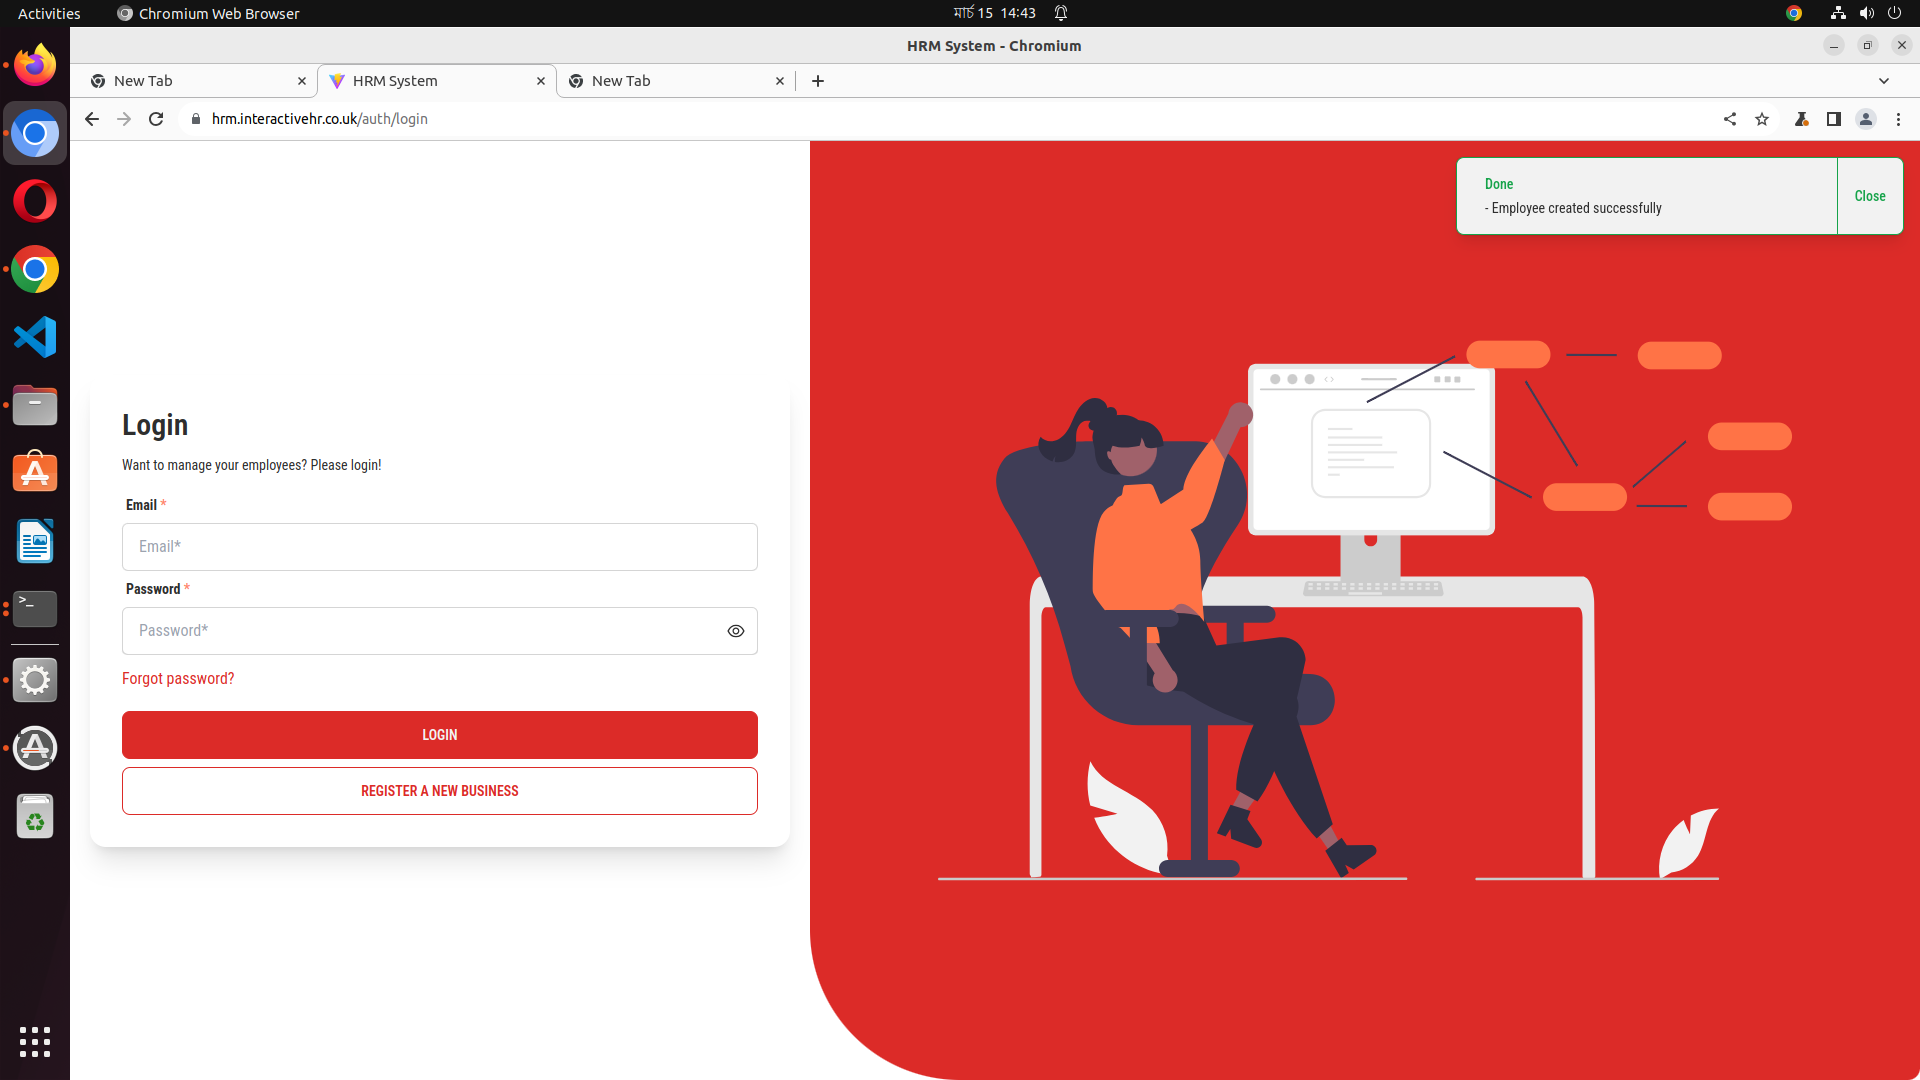 Activities
Chromium Web Browser
মার্চ 15 14:43
HRM System - Chromium
New Tab
HRM System
New Tab
hrm.interactivehr.co.uk/auth/login
Done
- Employee created successfully
Close
Login
Want to manage your employees? Please login!
Email *
Email*
Password *
Password*
Forgot password?
LOGIN
REGISTER A NEW BUSINESS